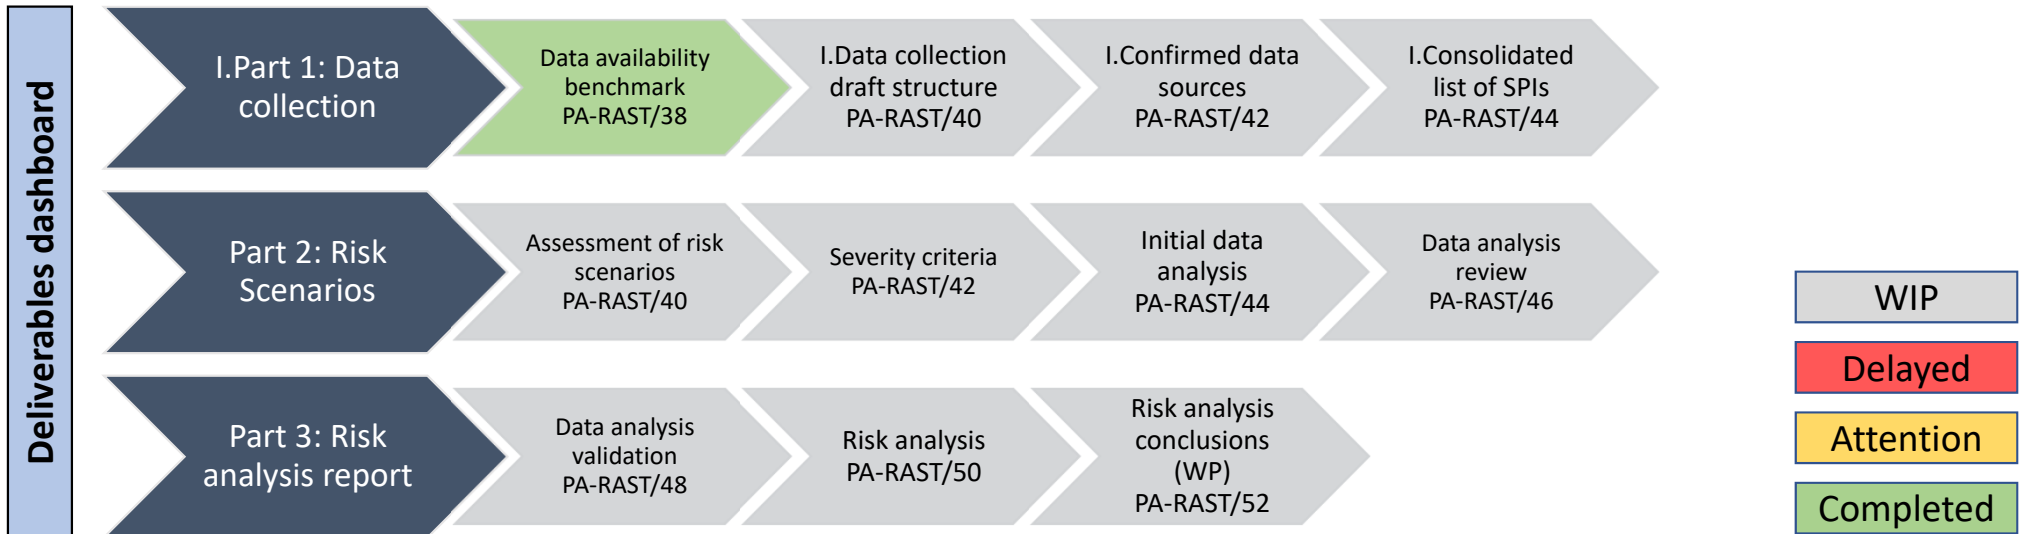 Deliverables dashboard
I.Part 1: Data
collection
Data availability
benchmark
PA-RAST/38
I.Data collection
draft structure
PA-RAST/40
I.Confirmed data
sources
PA-RAST/42
I.Consolidated
list of SPIs
PA-RAST/44
Part 2: Risk
Scenarios
Assessment of risk
scenarios
PA-RAST/40
Severity criteria
PA-RAST/42
Initial data
analysis
PA-RAST/44
Data analysis
review
PA-RAST/46
Part 3: Risk
analysis report
Data analysis
validation
PA-RAST/48
Risk analysis
PA-RAST/50
Risk analysis
conclusions
(WP)
PA-RAST/52
WIP
Delayed
Attention
Completed